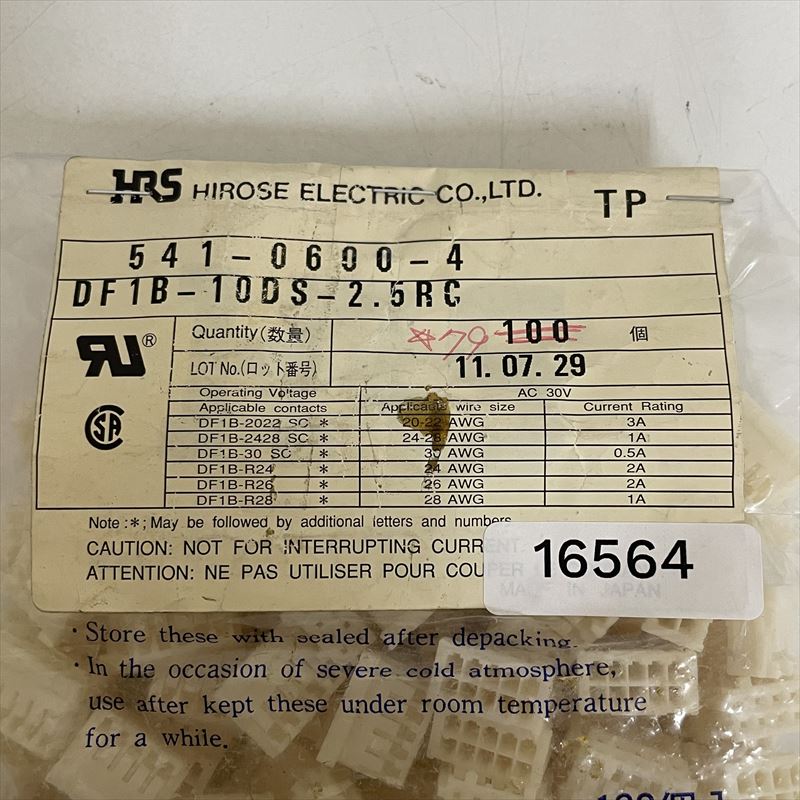 HRS HIROSE ELECTRIC CO.,LTD. TP
541-0600-4
DF1B-10DS-2.5RC
Quantity(数量) *79 100 個
LOT No.(ロット番号) 11.07.29
Operating Voltage AC 30V
Applicable contacts Applicable wire size Current Rating
DF1B-2022 SC * 20-22 AWG 3A
DF1B-2428 SC * 24-28 AWG 1A
DF1B-30 SC * 30 AWG 0.5A
DF1B-R24 * 24 AWG 2A
DF1B-R26 * 26 AWG 2A
DF1B-R28 * 28 AWG 1A
Note :*; May be followed by additional letters and numbers
CAUTION: NOT FOR INTERRUPTING CURRENT.
ATTENTION: NE PAS UTILISER POUR COUPER
16564
MADE IN JAPAN
・Store these with sealed after depacking.
・In the occasion of severe cold atmosphere,
use after kept these under room temperature
for a while.